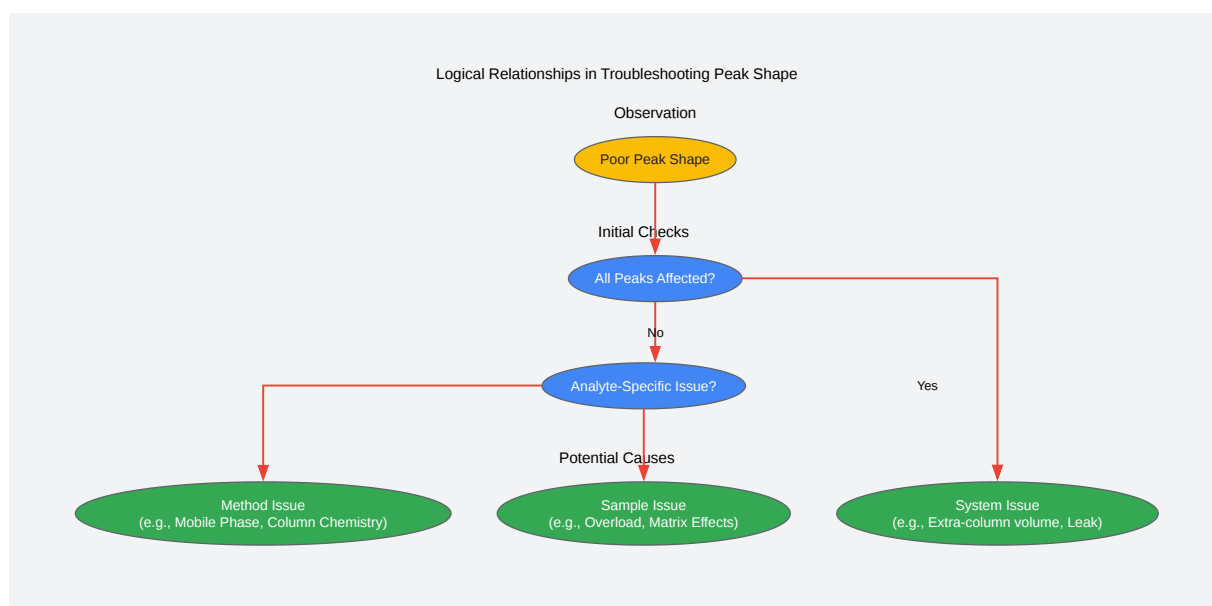 Logical Relationships in Troubleshooting Peak Shape
Observation
Poor Peak Shape
Initial Checks
All Peaks Affected?
No
Analyte-Specific Issue?
Yes
Potential Causes
Method Issue
(e.g., Mobile Phase, Column Chemistry)
Sample Issue
(e.g., Overload, Matrix Effects)
System Issue
(e.g., Extra-column volume, Leak)